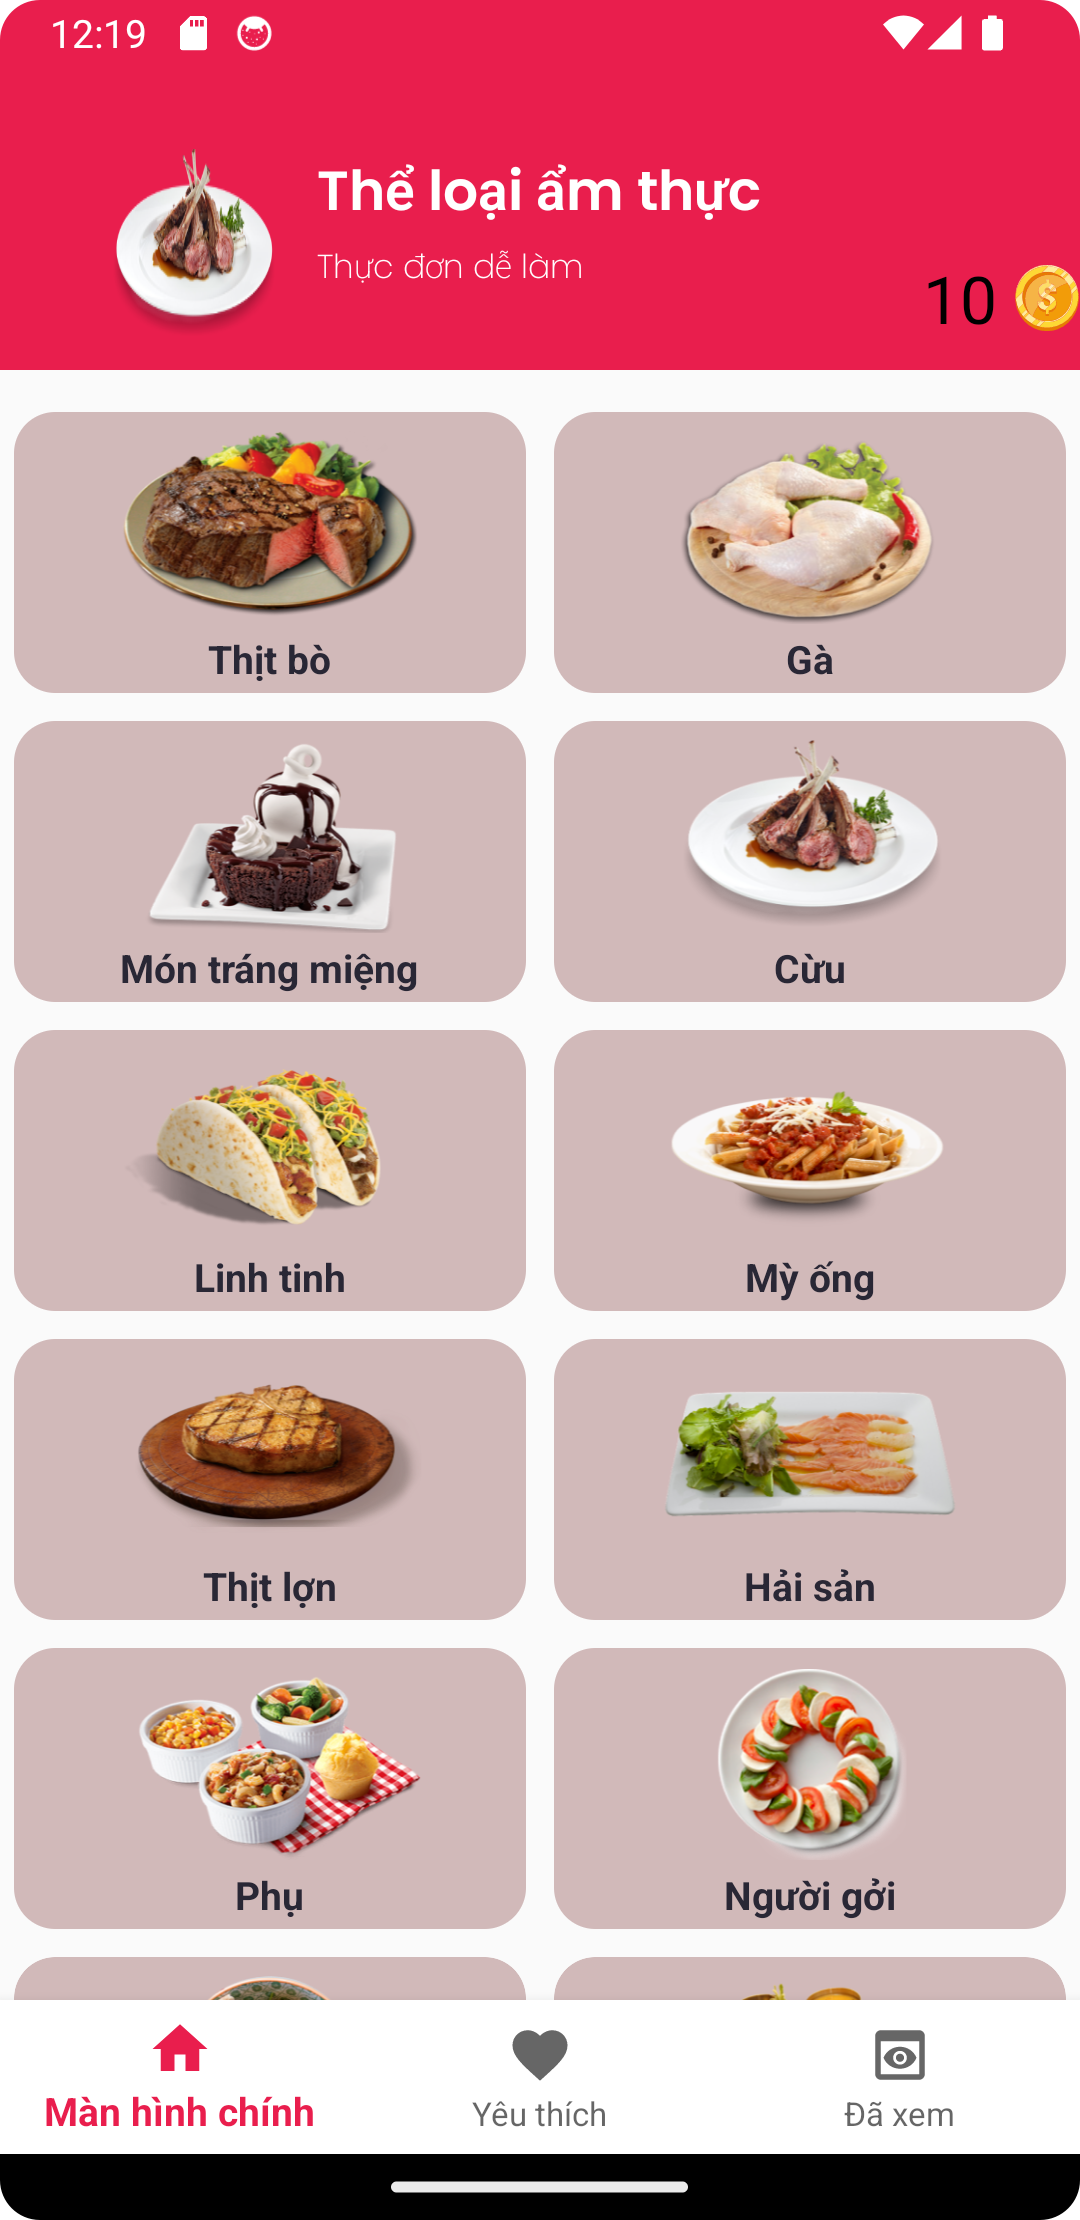 12:19
Thể loại ẩm thực
Thực đơn dễ làm
10
Thịt bò
Gà
Món tráng miệng
Cừu
Linh tinh
Mỳ ống
Thịt lợn
Hải sản
Phụ
Người gởi
Màn hình chính
Yêu thích
Đã xem